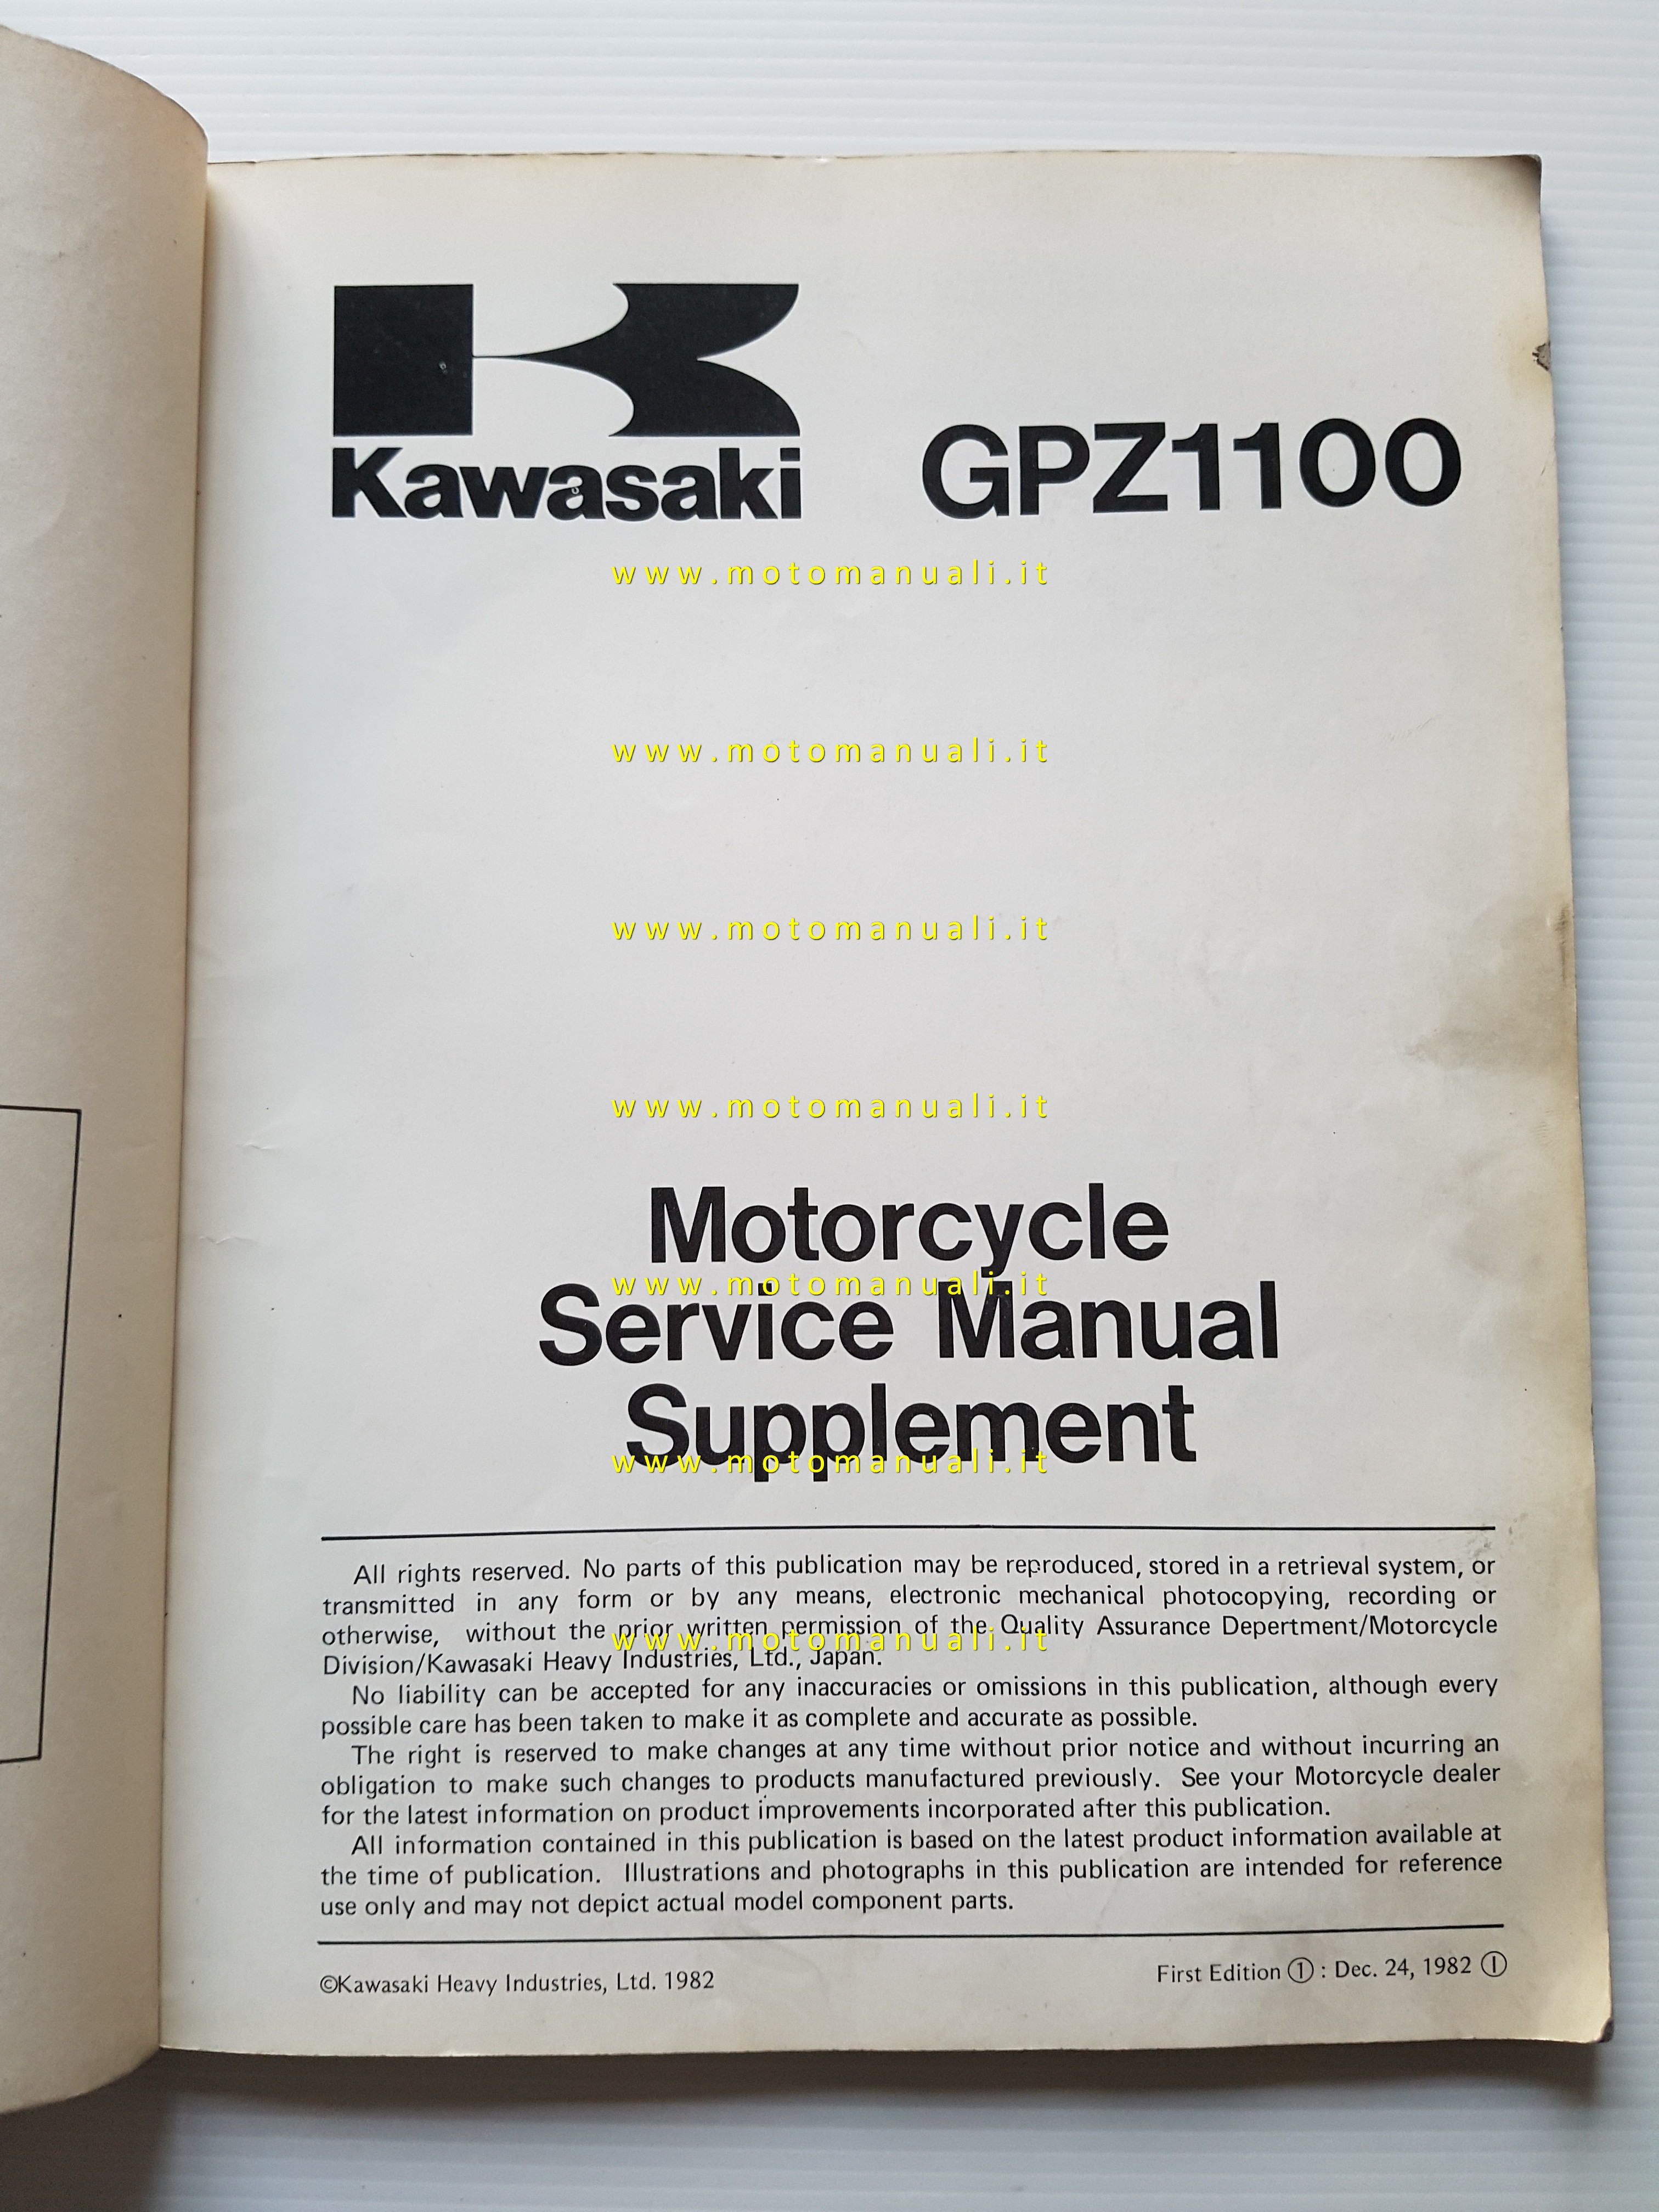 Kawasaki GPZ1100
www.motomanuali.it
www.motomanuali.it
www.motomanuali.it
www.motomanuali.it
Motorcycle
www.motomanuali.it
Service Manual
Supplement
www.motomanuali.it
All rights reserved. No parts of this publication may be reproduced, stored in a retrieval system, or
transmitted in any form or by any means, electronic mechanical photocopying, recording or
otherwise, without the prior written permission of the Quality Assurance Depertment/Motorcycle
www.motomanuali.it
Division/Kawasaki Heavy Industries, Ltd., Japan.
No liability can be accepted for any inaccuracies or omissions in this publication, although every
possible care has been taken to make it as complete and accurate as possible.
The right is reserved to make changes at any time without prior notice and without incurring an
obligation to make such changes to products manufactured previously. See your Motorcycle dealer
for the latest information on product improvements incorporated after this publication.
All information contained in this publication is based on the latest product information available at
the time of publication. Illustrations and photographs in this publication are intended for reference
use only and may not depict actual model component parts.
©Kawasaki Heavy Industries, Ltd. 1982
First Edition ① : Dec. 24, 1982 Ⓘ